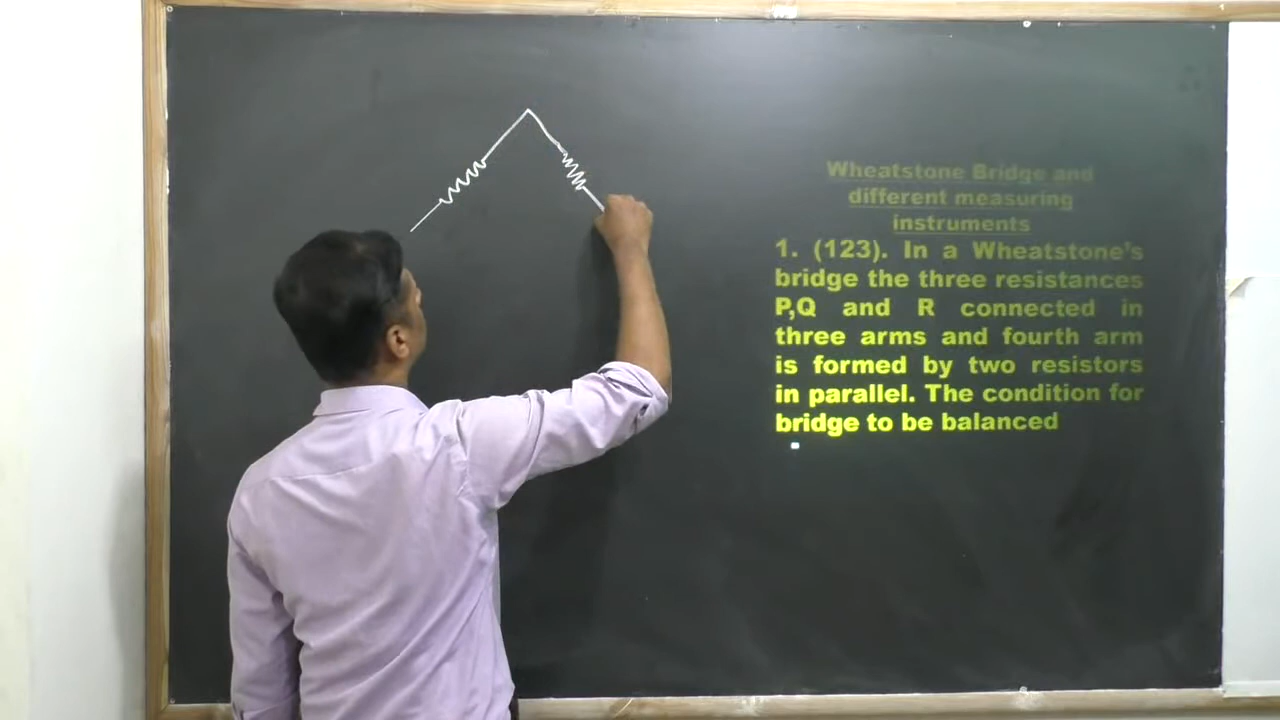 Wheatstone Bridge and
different measuring
instruments
1. (123). In a Wheatstone's
bridge the three resistances
P,Q and R connected in
three arms and fourth arm
is formed by two resistors
in parallel. The condition for
bridge to be balanced